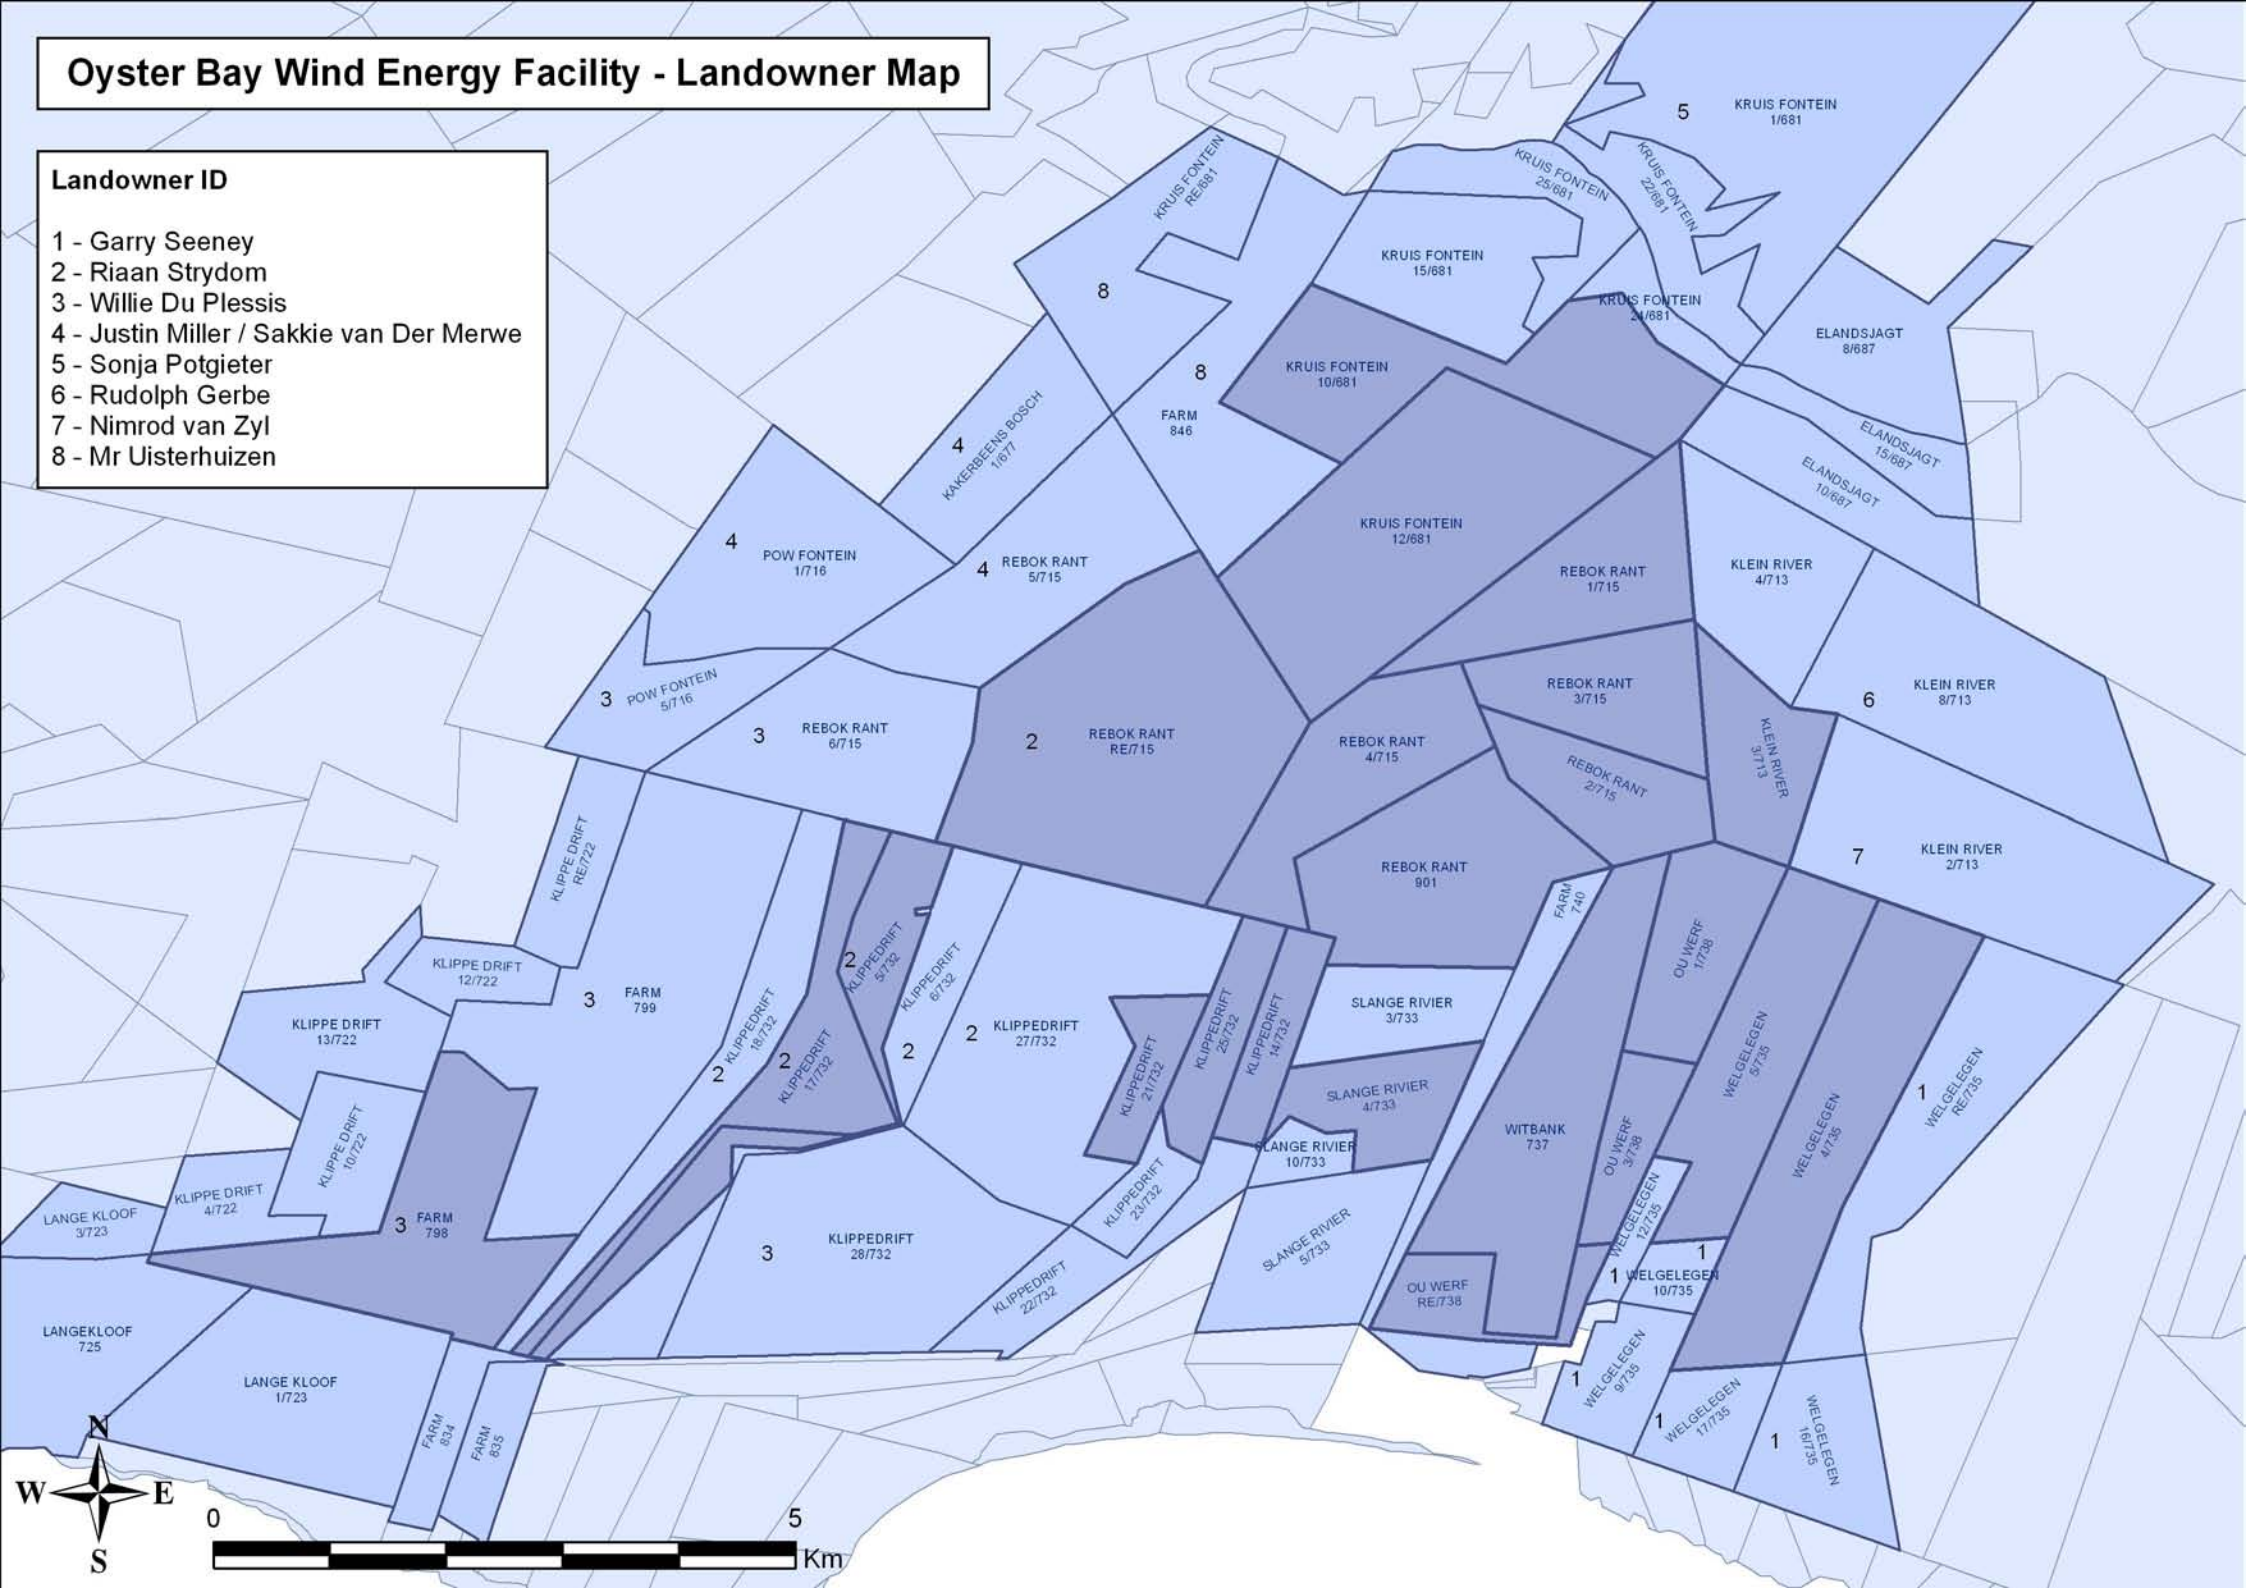 Oyster Bay Wind Energy Facility - Landowner Map
Landowner ID
1 - Garry Seeney
2 - Riaan Strydom
3 - Willie Du Plessis
4 - Justin Miller / Sakkie van Der Merwe
5 - Sonja Potgieter
6 - Rudolph Gerbe
7 - Nimrod van Zyl
8 - Mr Uisterhuizen
5
KRUIS FONTEIN
1/681
KRUIS FONTEIN
RE/681
KRUIS FONTEIN
25/681
KRUIS FONTEIN
22/681
KRUIS FONTEIN
15/681
8
KRUIS FONTEIN
24/681
ELANDSJAGT
8/687
8
KRUIS FONTEIN
10/681
FARM
846
4
KAKERBEENS BOSCH
1/677
ELANDSJAGT
15/687
ELANDSJAGT
10/687
KRUIS FONTEIN
12/681
4
POW FONTEIN
1/716
4
REBOK RANT
5/715
REBOK RANT
1/715
KLEIN RIVER
4/713
3
POW FONTEIN
5/716
REBOK RANT
3/715
6
KLEIN RIVER
8/713
3
REBOK RANT
6/715
2
REBOK RANT
RE/715
REBOK RANT
4/715
KLEIN RIVER
3/713
REBOK RANT
2/715
KLIPPE DRIFT
RE/722
REBOK RANT
901
7
KLEIN RIVER
2/713
FARM
740
KLIPPE DRIFT
12/722
3
FARM
799
2
KLIPPEDRIFT
5/732
KLIPPEDRIFT
6/732
OU WERF
1/738
KLIPPE DRIFT
13/722
KLIPPEDRIFT
18/732
2
2
KLIPPEDRIFT
17/732
2
2
KLIPPEDRIFT
27/732
KLIPPEDRIFT
21/732
KLIPPEDRIFT
25/732
KLIPPEDRIFT
14/732
SLANGE RIVIER
3/733
WELGELEGEN
5/735
SLANGE RIVIER
4/733
1
WELGELEGEN
RE/735
KLIPPE DRIFT
10/722
SLANGE RIVIER
10/733
WITBANK
737
OU WERF
3/738
WELGELEGEN
4/735
LANGE KLOOF
3/723
KLIPPE DRIFT
4/722
3
FARM
798
3
KLIPPEDRIFT
28/732
KLIPPEDRIFT
23/732
KLIPPEDRIFT
22/732
SLANGE RIVIER
5/733
WELGELEGEN
12/735
1
1
WELGELEGEN
10/735
OU WERF
RE/738
LANGEKLOOF
725
LANGE KLOOF
1/723
FARM
834
FARM
835
1
WELGELEGEN
9/735
1
WELGELEGEN
17/735
1
WELGELEGEN
16/735
N
W
E
S
0
5
Km